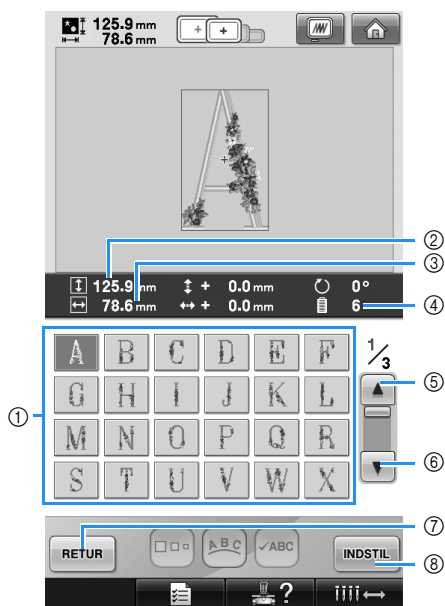 125.9 mm
78.6 mm
125.9 mm + 0.0 mm 0°
78.6 mm + 0.0 mm 6
②
③
④
A B C D E F 1/3
G H I J K L
M N O P Q R
S T U V W X
①
⑤
⑥
RETUR ABC ✓ABC INDSTIL
⑦
⑧
?